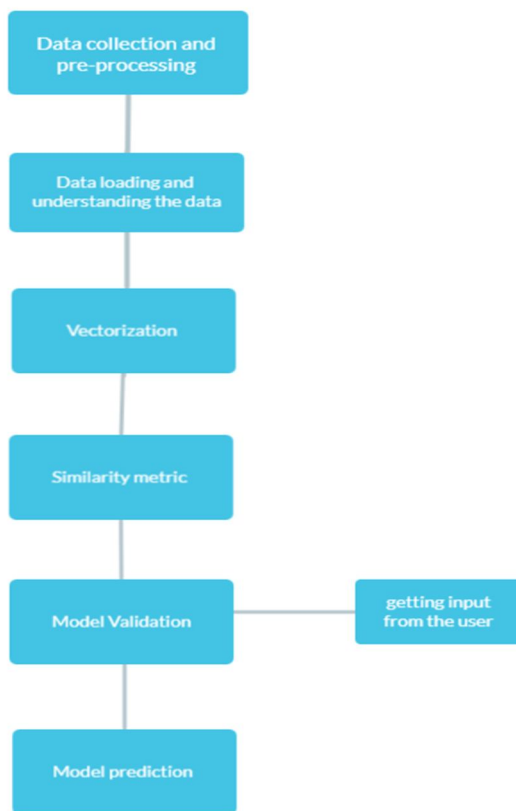 Data collection and
pre-processing
Data loading and
understanding the data
Vectorization
Similarity metric
Model Validation
getting input
from the user
Model prediction